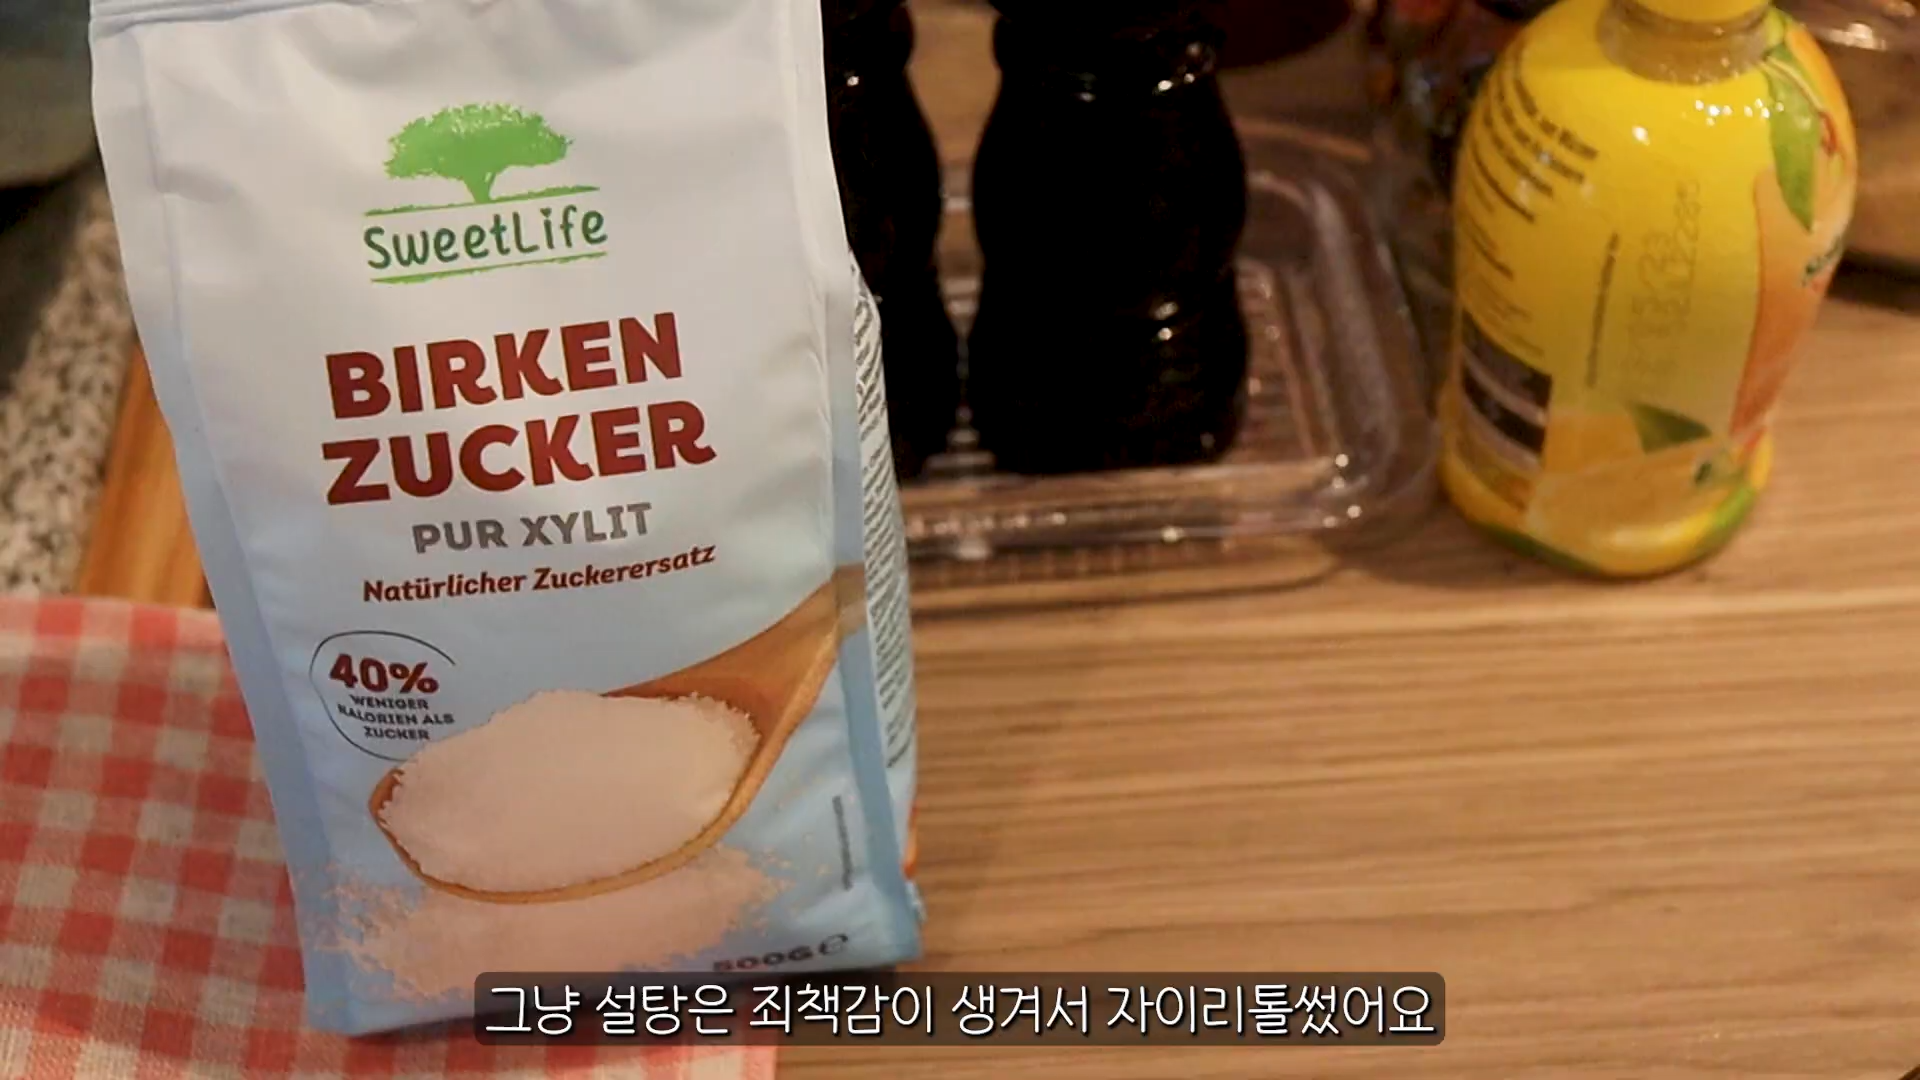 SweetLife
BIRKEN
ZUCKER
PUR XYLIT
Natürlicher Zuckerersatz
40%
WENIGER
KALORIEN ALS
ZUCKER
500G e
그냥 설탕은 죄책감이 생겨서 자이리톨썼어요